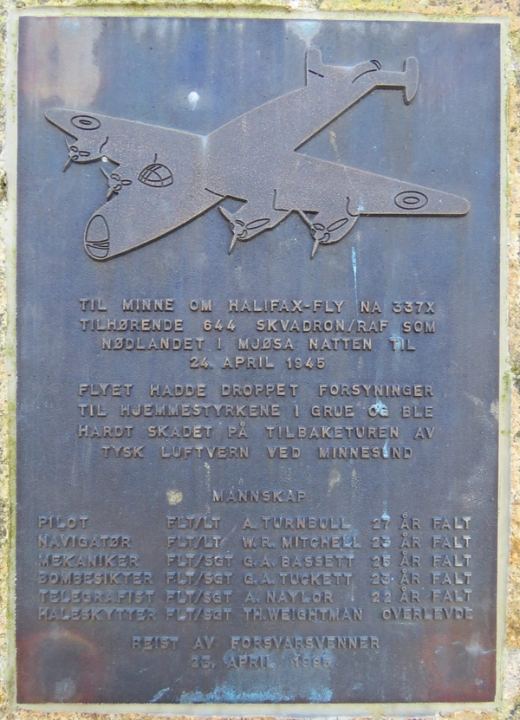 TIL MINNE OM HALIFAX-FLY NA 337X
TILHØRENDE 644 SKVADRON/RAF SOM
NØDLANDET I MJØSA NATTEN TIL
24. APRIL 1945
FLYET HADDE DROPPET FORSYNINGER
TIL HJEMMESTYRKENE I GRUE OG BLE
HARDT SKADET PÅ TILBAKETUREN AV
TYSK LUFTVERN VED MINNESUND
MANNSKAP
PILOT FLT/LT A. TURNBULL 27 ÅR FALT
NAVIGATØR FLT/LT W.R. MITCHELL 23 ÅR FALT
MEKANIKER FLT/SGT G.A. BASSETT 25 ÅR FALT
BOMBESIKTER FLT/SGT G.A. TUCKETT 23 ÅR FALT
TELEGRAFIST FLT/SGT A. NAYLOR 22 ÅR FALT
HALESKYTTER FLT/SGT TH. WEIGHTMAN OVERLEVDE
REIST AV FORSVARSVENNER
APRIL